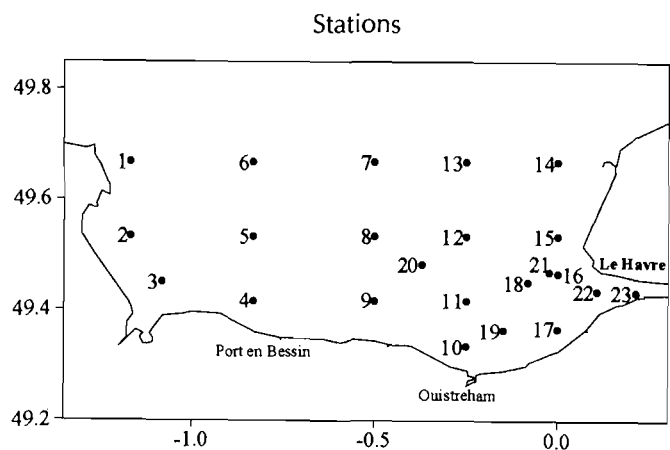 Stations
49.8
1 6 7 13 14
49.6
2 5 8 12 15
20 21 16 Le Havre
3 18 22 23
49.4 4 9 11
19 17
10
Port en Bessin
Ouistreham
49.2
-1.0 -0.5 0.0